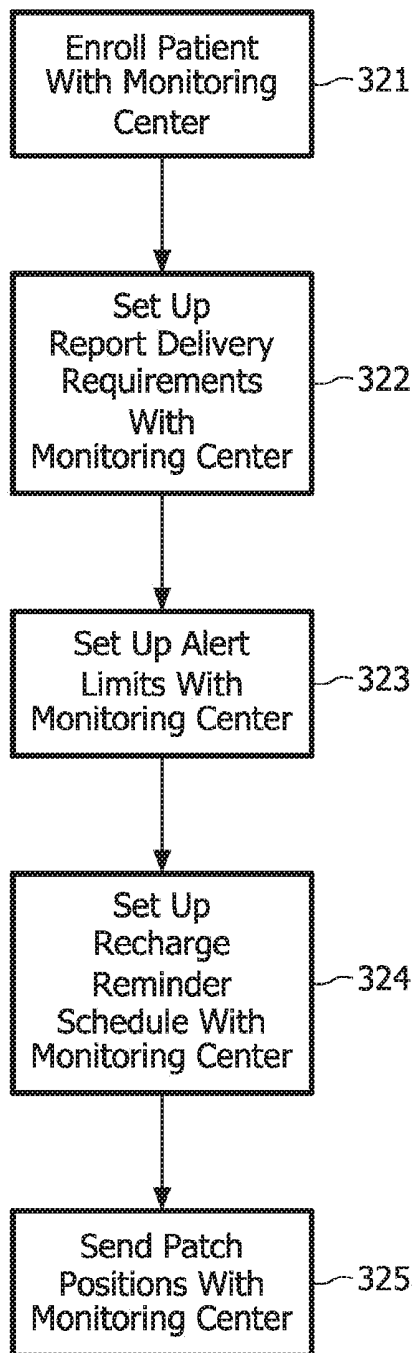 Enroll Patient
With Monitoring
Center
321
Set Up
Report Delivery
Requirements
With
Monitoring Center
322
Set Up Alert
Limits With
Monitoring Center
323
Set Up
Recharge
Reminder
Schedule With
Monitoring Center
324
Send Patch
Positions With
Monitoring Center
325